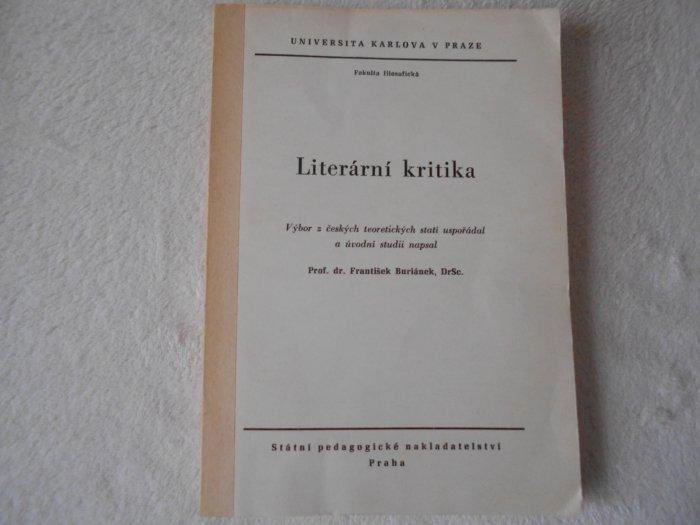 UNIVERSITA KARLOVA V PRAZE
Fakulta filosofická
Literární kritika
Výbor z českých teoretických statí uspořádal
a úvodní studii napsal
Prof. dr. František Buriánek, DrSc.
Státní pedagogické nakladatelství
Praha